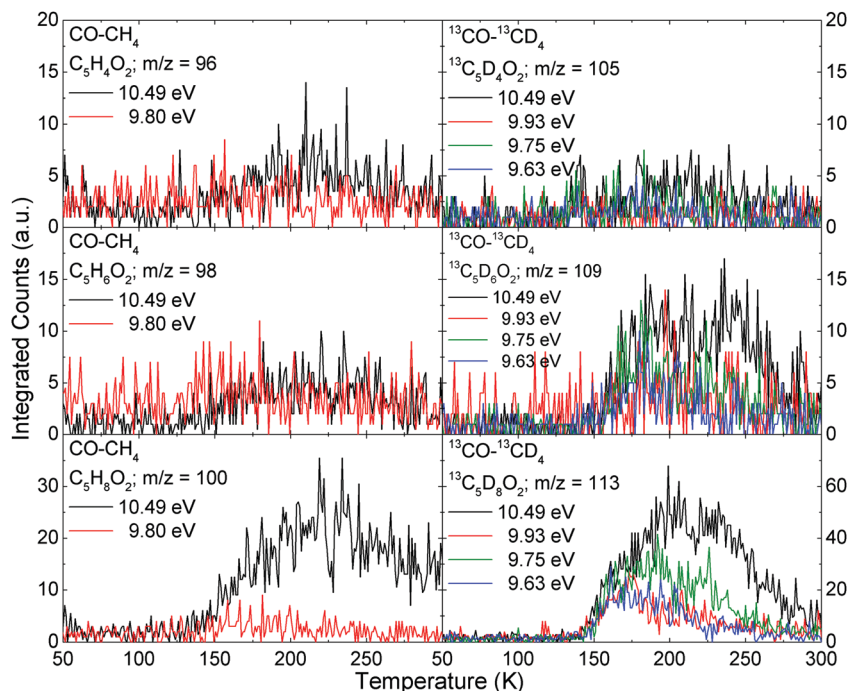 Integrated Counts (a.u.)
20
15
10
5
0
CO-CH₄
C₅H₄O₂; m/z = 96
10.49 eV
9.80 eV
¹³CO-¹³CD₄
¹³C₅D₄O₂; m/z = 105
10.49 eV
9.93 eV
9.75 eV
9.63 eV
20
15
10
5
0
15
10
5
0
CO-CH₄
C₅H₆O₂; m/z = 98
10.49 eV
9.80 eV
¹³CO-¹³CD₄
¹³C₅D₆O₂; m/z = 109
10.49 eV
9.93 eV
9.75 eV
9.63 eV
15
10
5
0
30
20
10
0
CO-CH₄
C₅H₈O₂; m/z = 100
10.49 eV
9.80 eV
¹³CO-¹³CD₄
¹³C₅D₈O₂; m/z = 113
10.49 eV
9.93 eV
9.75 eV
9.63 eV
60
40
20
0
50 100 150 200 250 50 100 150 200 250 300
Temperature (K)